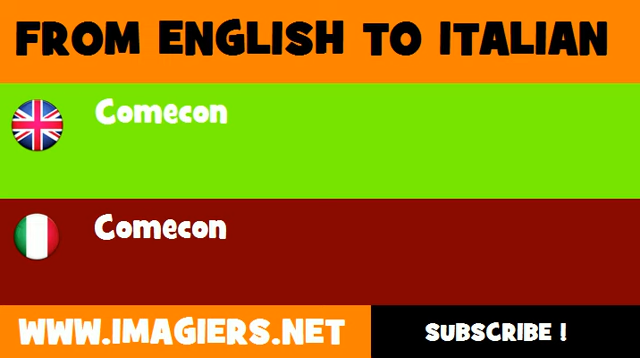 FROM ENGLISH TO ITALIAN
Comecon
Comecon
WWW.IMAGIERS.NET
SUBSCRIBE !